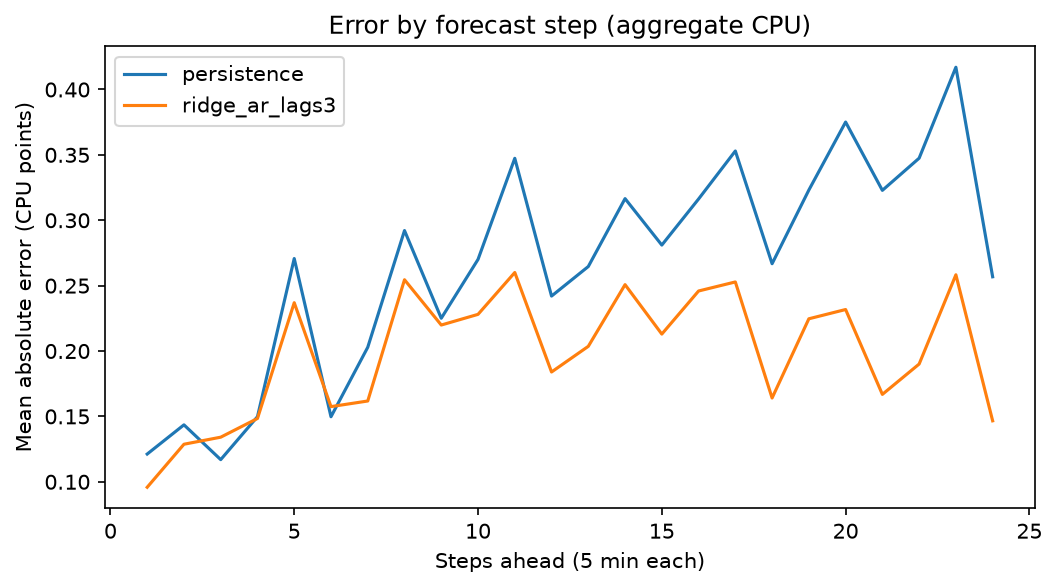 Error by forecast step (aggregate CPU)
persistence
ridge_ar_lags3
Mean absolute error (CPU points)
0.40
0.35
0.30
0.25
0.20
0.15
0.10
0 5 10 15 20 25
Steps ahead (5 min each)